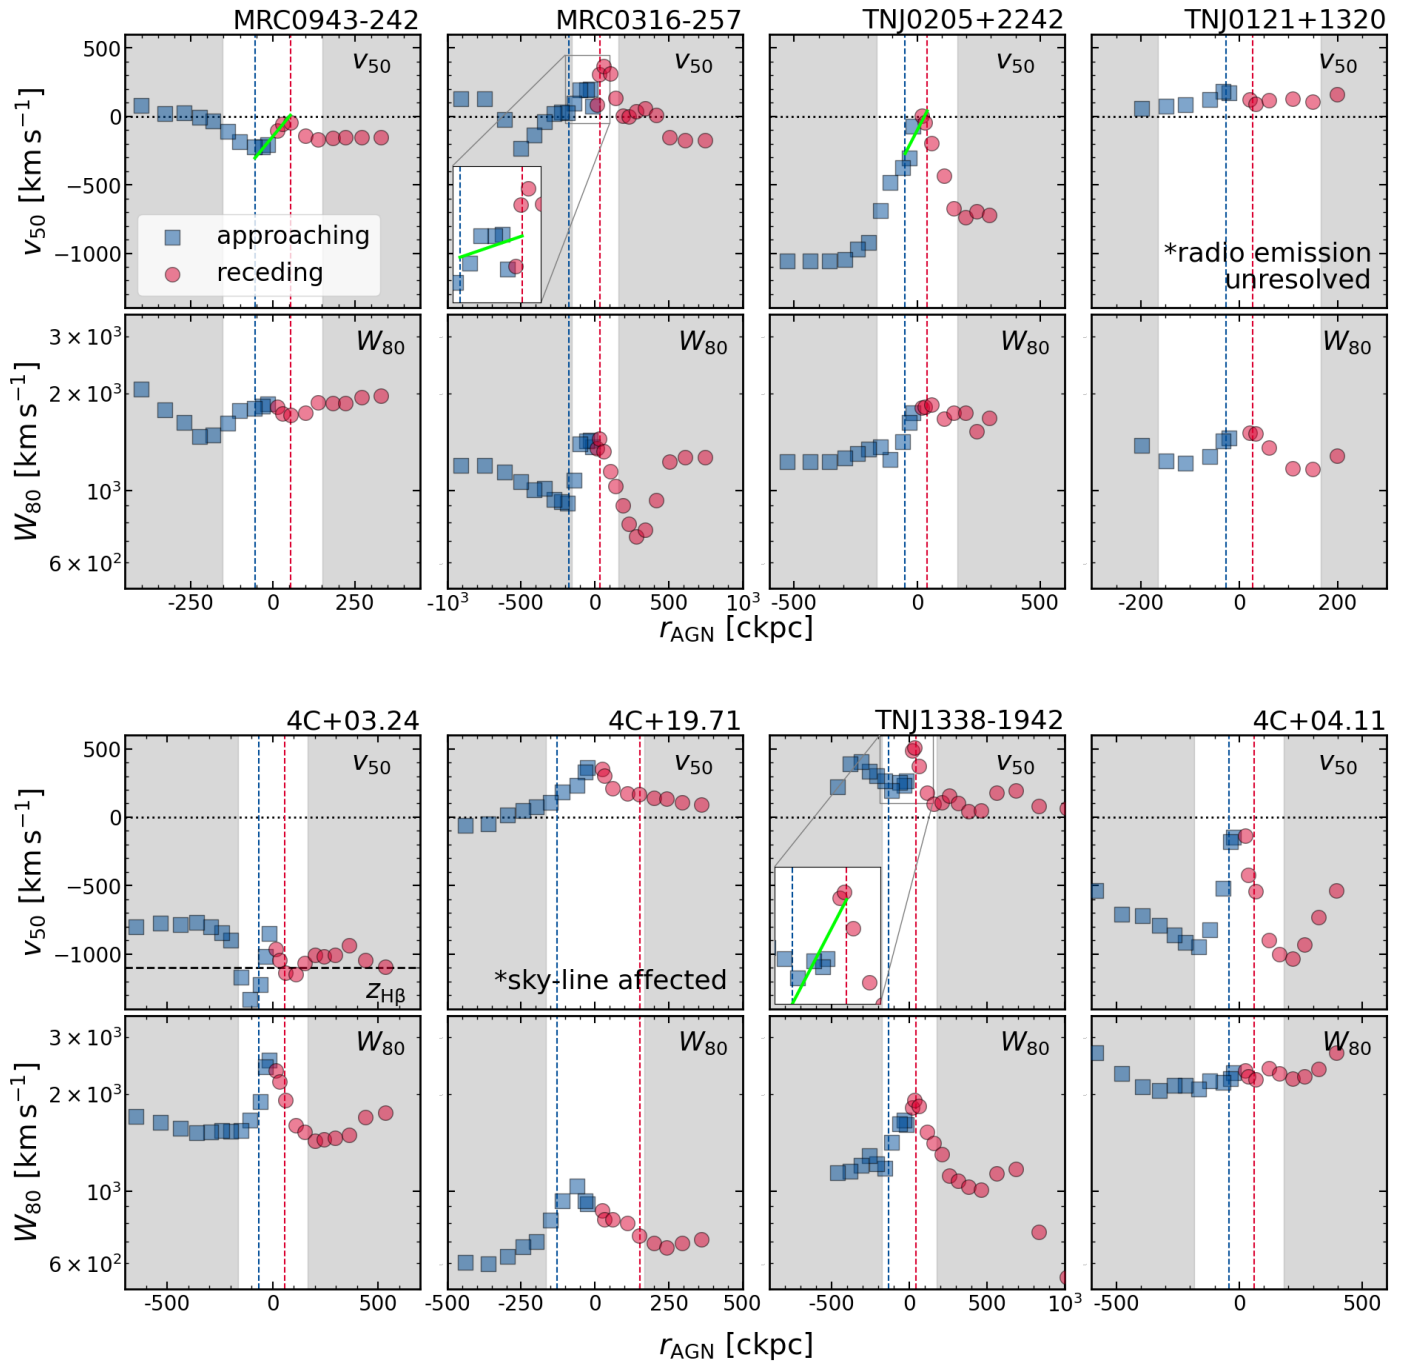 MRC0943-242 MRC0316-257 TNJ0205+2242 TNJ0121+1320
v50 [km s−1]
500
0
−500
−1000
v50
approaching
receding
v50
v50
v50
*radio emission
unresolved
W80 [km s−1]
3 × 10³
2 × 10³
10³
6 × 10²
W80
W80
W80
W80
-250 0 250
-10³ -500 0 500 10³
-500 0 500
-200 0 200
rAGN [ckpc]
4C+03.24 4C+19.71 TNJ1338-1942 4C+04.11
v50 [km s−1]
500
0
−500
−1000
v50
zHβ
v50
*sky-line affected
v50
v50
W80 [km s−1]
3 × 10³
2 × 10³
10³
6 × 10²
W80
W80
W80
W80
-500 0 500
-500 -250 0 250 500
-500 0 500 10³
0 500
rAGN [ckpc]